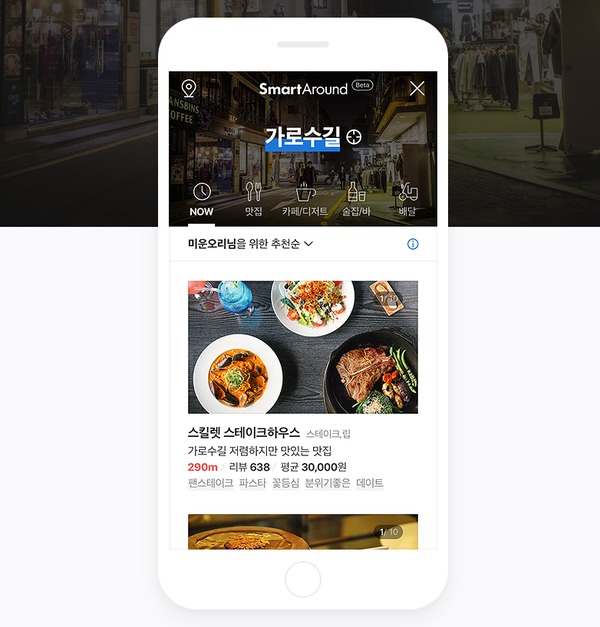 SmartAround Beta
ANSBINS
OFFEE
가로수길
NOW 맛집 카페/디저트 술집/바 배달
미운오리님을 위한 추천순
1/10
스킬렛 스테이크하우스 스테이크,립
가로수길 저렴하지만 맛있는 맛집
290m / 리뷰 638 / 평균 30,000원
팬스테이크 파스타 꽃등심 분위기좋은 데이트
1/ 10